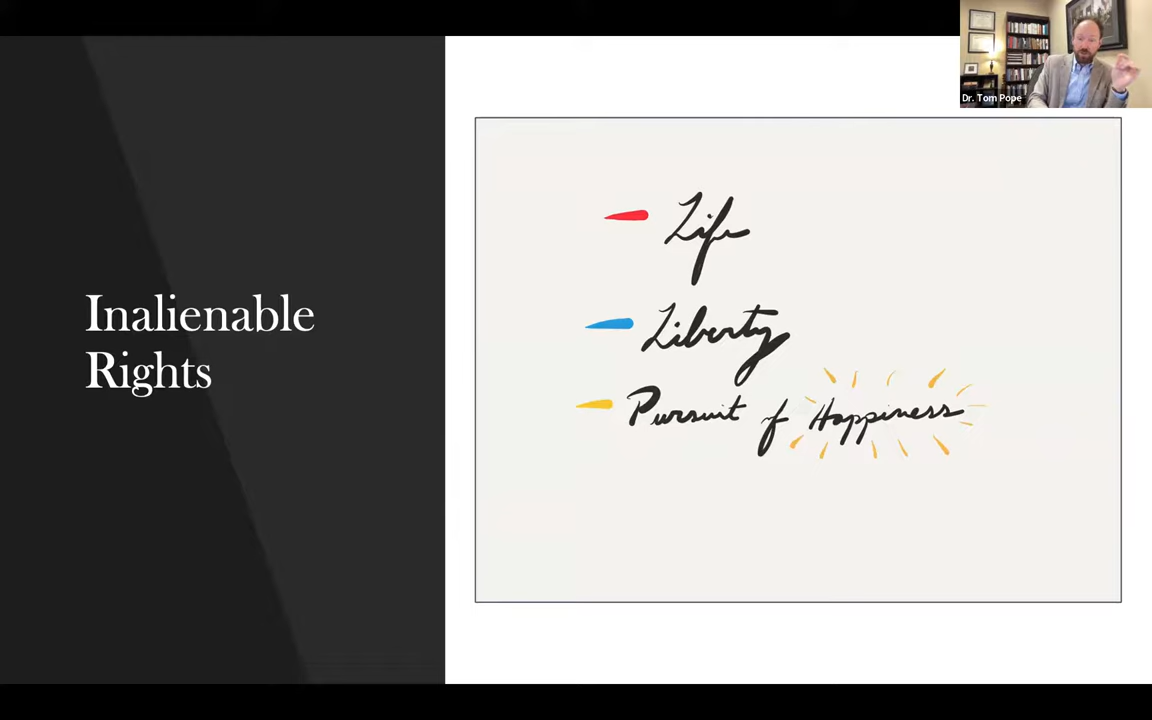 Dr. Tom Pope
Inalienable
Rights
Life
Liberty
Pursuit of Happiness